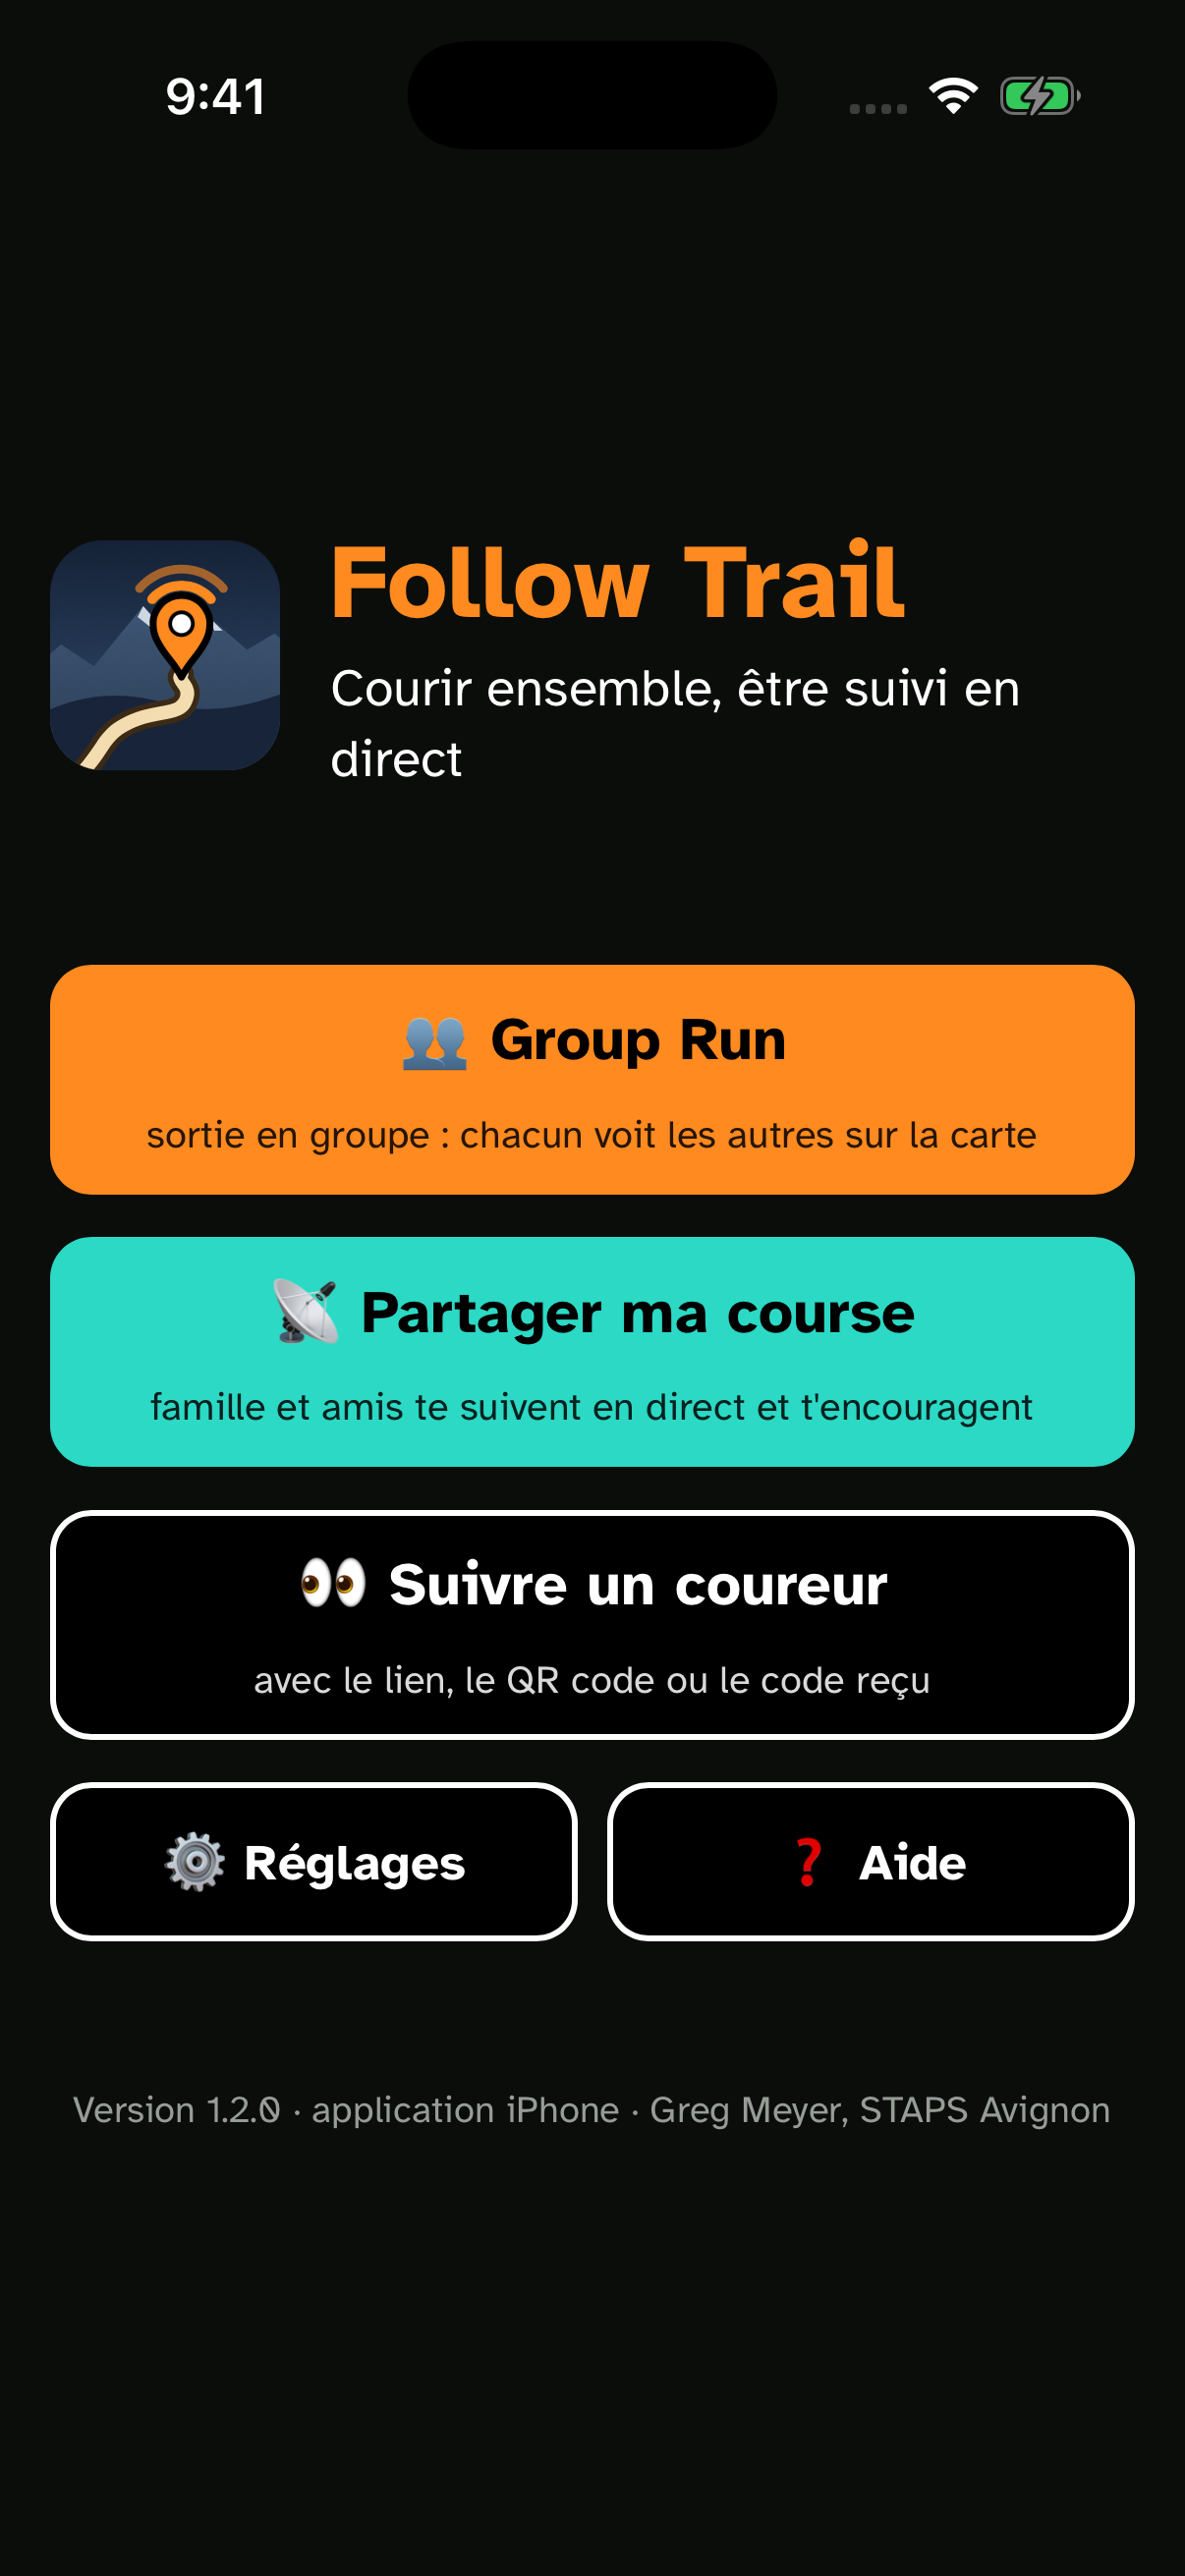 9:41
Follow Trail
Courir ensemble, être suivi en
direct
👥 Group Run
sortie en groupe : chacun voit les autres sur la carte
📡 Partager ma course
famille et amis te suivent en direct et t'encouragent
👀 Suivre un coureur
avec le lien, le QR code ou le code reçu
⚙️ Réglages
❓ Aide
Version 1.2.0 · application iPhone · Greg Meyer, STAPS Avignon